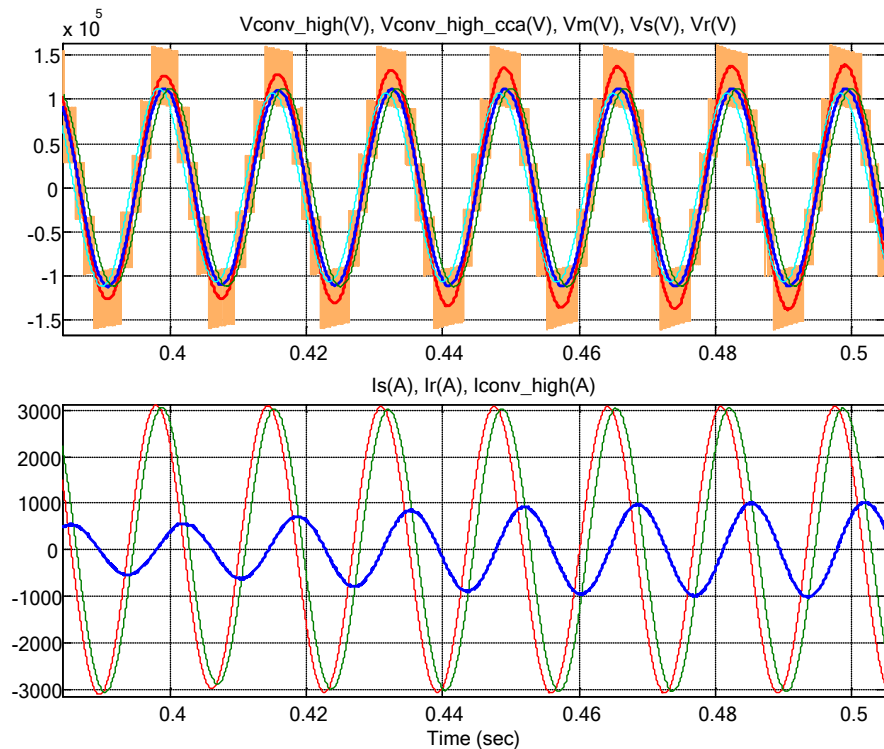 x 10^5
Vconv_high(V), Vconv_high_cca(V), Vm(V), Vs(V), Vr(V)
1.5
1
0.5
0
-0.5
-1
-1.5
0.4 0.42 0.44 0.46 0.48 0.5
Is(A), Ir(A), Iconv_high(A)
3000
2000
1000
0
-1000
-2000
-3000
0.4 0.42 0.44 0.46 0.48 0.5
Time (sec)